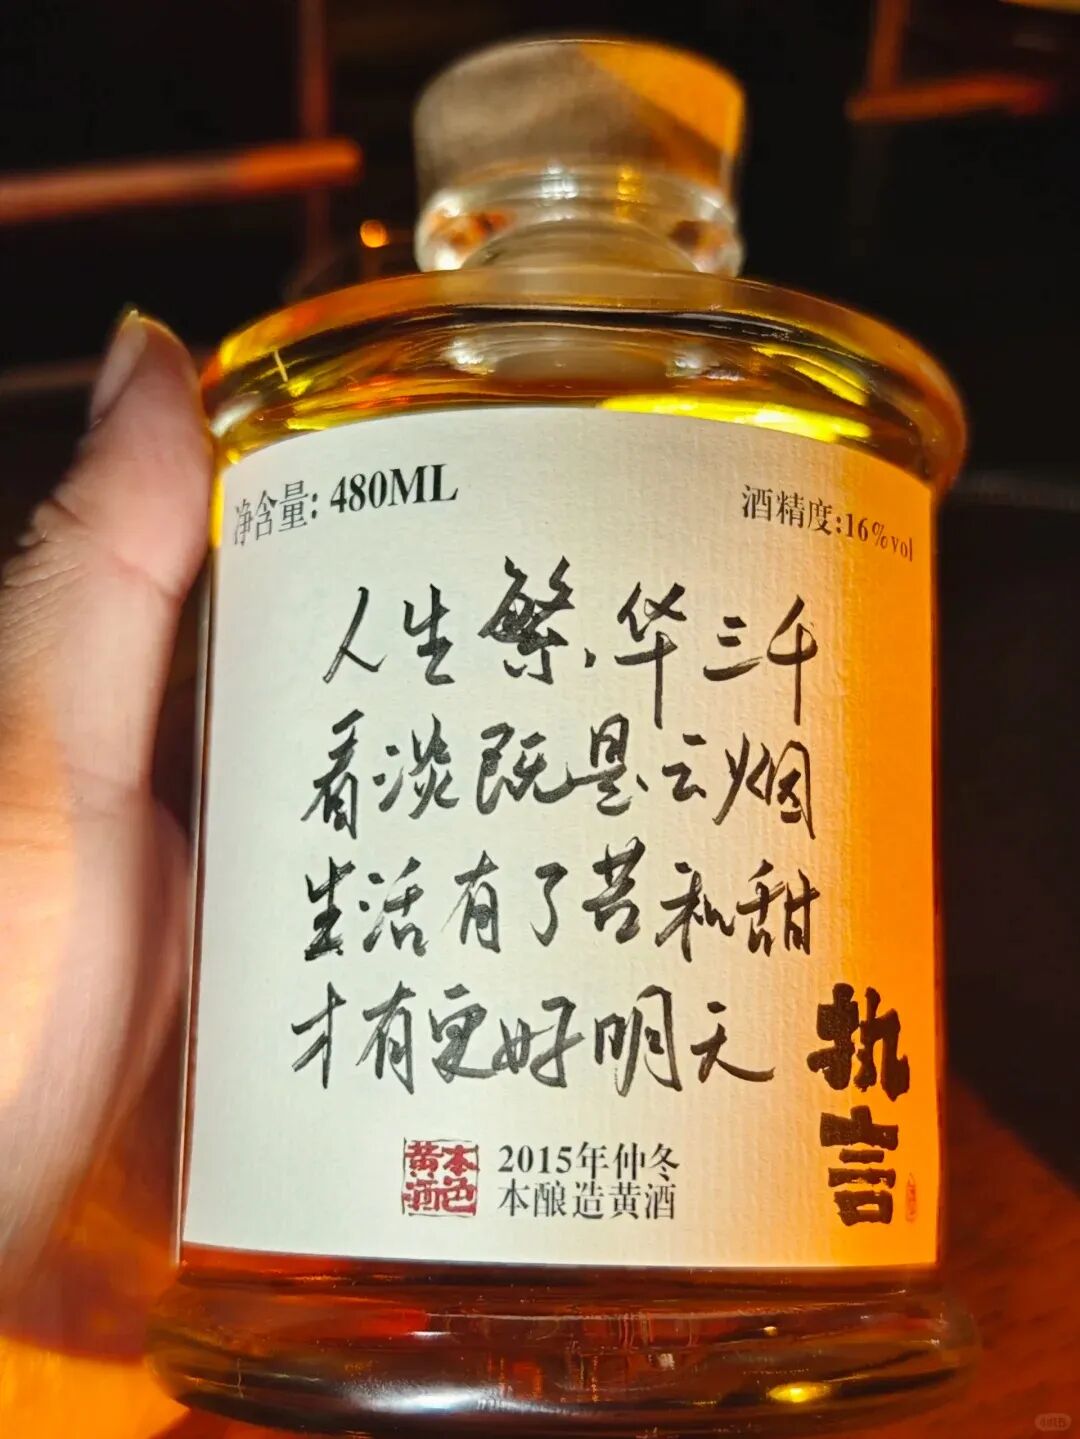 净含量: 480ML
酒精度:16%vol
人生繁华三千
看淡既是云烟
生活有了苦和甜
才有更好明天
执言
本色黄酒
2015年仲冬
本酿造黄酒